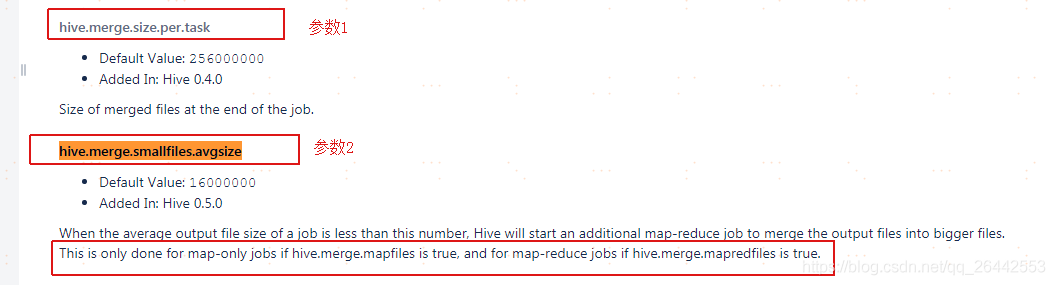 hive.merge.size.per.task 参数1
Default Value: 256000000
Added In: Hive 0.4.0
Size of merged files at the end of the job.
hive.merge.smallfiles.avgsize 参数2
Default Value: 16000000
Added In: Hive 0.5.0
When the average output file size of a job is less than this number, Hive will start an additional map-reduce job to merge the output files into bigger files.
This is only done for map-only jobs if hive.merge.mapfiles is true, and for map-reduce jobs if hive.merge.mapredfiles is true.
https://blog.csdn.net/qq_26442553